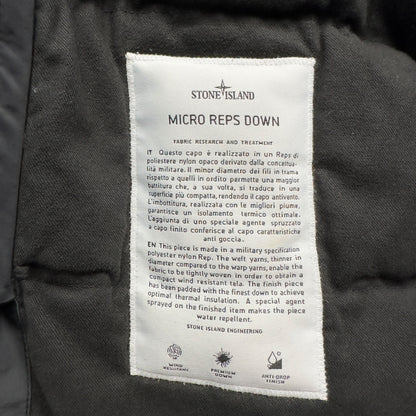 STONE ISLAND
MICRO REPS DOWN
FABRIC RESEARCH AND TREATMENT
IT Questo capo è realizzato in un Reps di
poliestere nylon opaco derivato dalla concettua-
lità militare. Il minor diametro dei fili in trama
rispetto a quelli in ordito permette una maggior
battitura che, a sua volta, si traduce in una
superficie più compatta, rendendo il capo antivento.
L'imbottitura, realizzata con le migliori piume,
garantisce un isolamento termico ottimale.
L'aggiunta di uno speciale agente spruzzato
a capo finito conferisce al capo caratteristiche
anti goccia.
EN This piece is made in a military specification
polyester nylon Rep. The weft yarns, thinner in
diameter compared to the warp yarns, enable the
fabric to be tightly woven in order to obtain a
compact wind resistant tela. The finish piece
has been padded with the finest down to achieve
optimal thermal insulation. A special agent
sprayed on the finished item makes the piece
water repellent.
STONE ISLAND ENGINEERING
WIND RESISTANT
PREMIUM DOWN
ANTI-DROP FINISH